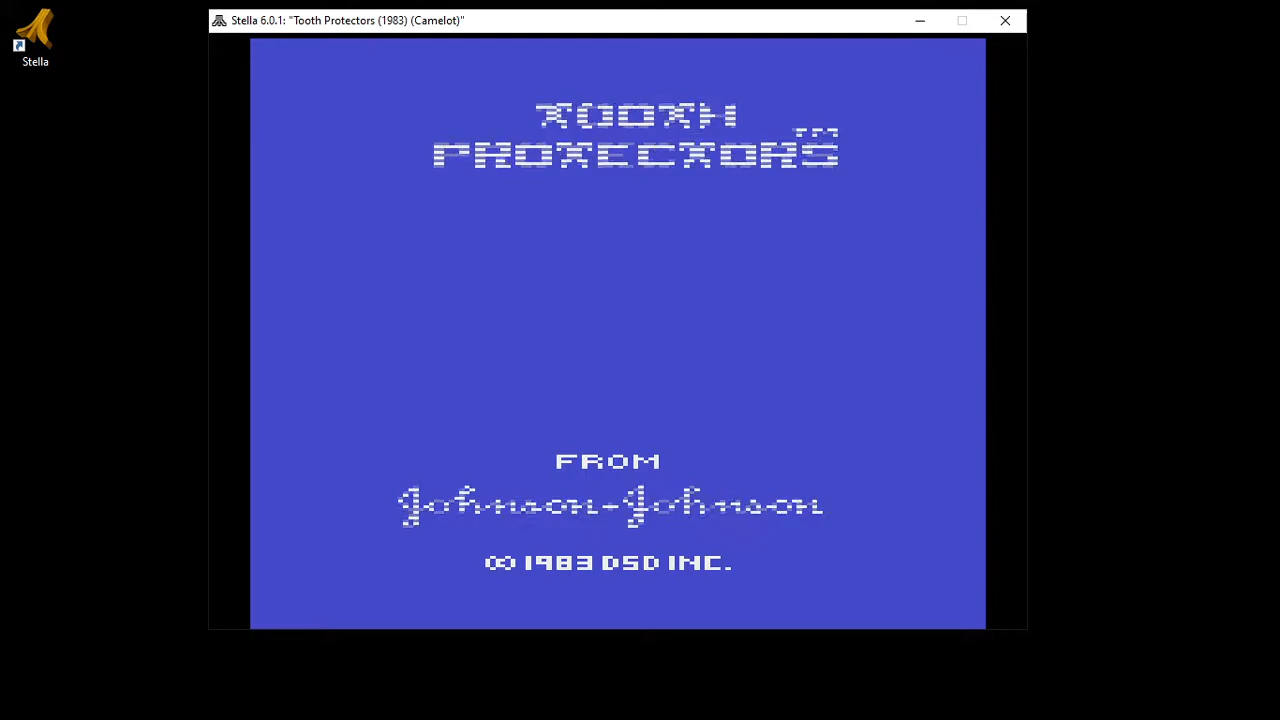 Stella 6.0.1: "Tooth Protectors (1983) (Camelot)"
Stella
TOOTH
TM
PROTECTORS
FROM
Johnson+Johnson
© 1983 DSD INC.